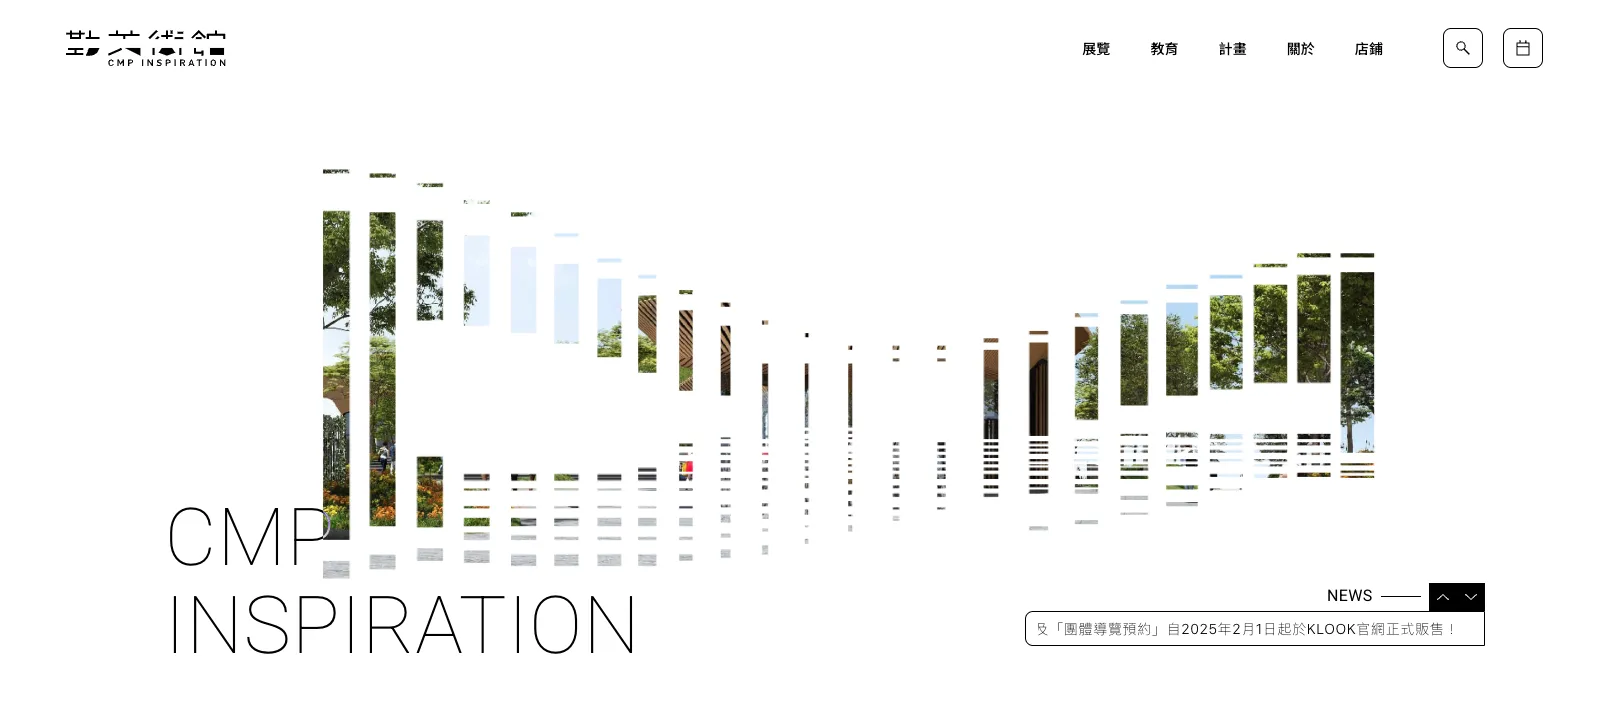 勤美術館
CMP INSPIRATION
展覽 教育 計畫 關於 店鋪
CMP
INSPIRATION
NEWS
及「團體導覽預約」自2025年2月1日起於KLOOK官網正式販售！